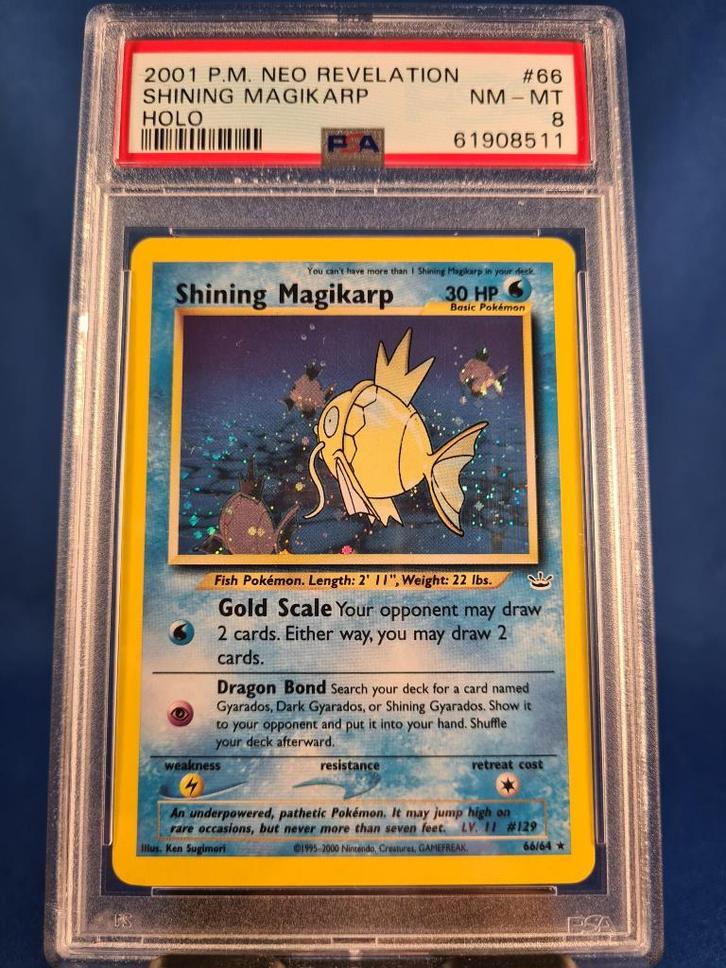 2001 P.M. NEO REVELATION #66
SHINING MAGIKARP NM - MT
HOLO 8
PSA 61908511
You can't have more than 1 Shining Magikarp in your deck.
Shining Magikarp 30 HP
Basic Pokémon
Fish Pokémon. Length: 2' 11", Weight: 22 lbs.
Gold Scale Your opponent may draw
2 cards. Either way, you may draw 2
cards.
Dragon Bond Search your deck for a card named
Gyarados, Dark Gyarados, or Shining Gyarados. Show it
to your opponent and put it into your hand. Shuffle
your deck afterward.
weakness resistance retreat cost
An underpowered, pathetic Pokémon. It may jump high on
rare occasions, but never more than seven feet. LV. 11 #129
Illus. Ken Sugimori ©1995-2000 Nintendo, Creatures, GAMEFREAK. 66/64 ★
PSA